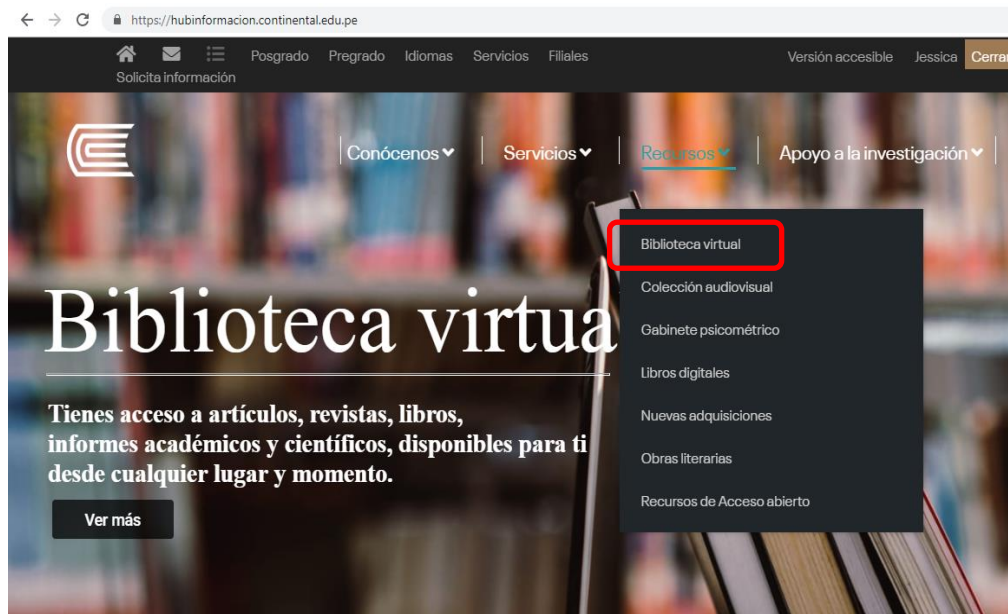 https://hubinformacion.continental.edu.pe
Posgrado Pregrado Idiomas Servicios Filiales Versión accesible Jessica Cerrar
Solicita información
Conócenos Servicios Recursos Apoyo a la investigación
Biblioteca virtual
Colección audiovisual
Gabinete psicométrico
Libros digitales
Nuevas adquisiciones
Obras literarias
Recursos de Acceso abierto
Biblioteca virtua
Tienes acceso a artículos, revistas, libros,
informes académicos y científicos, disponibles para ti
desde cualquier lugar y momento.
Ver más